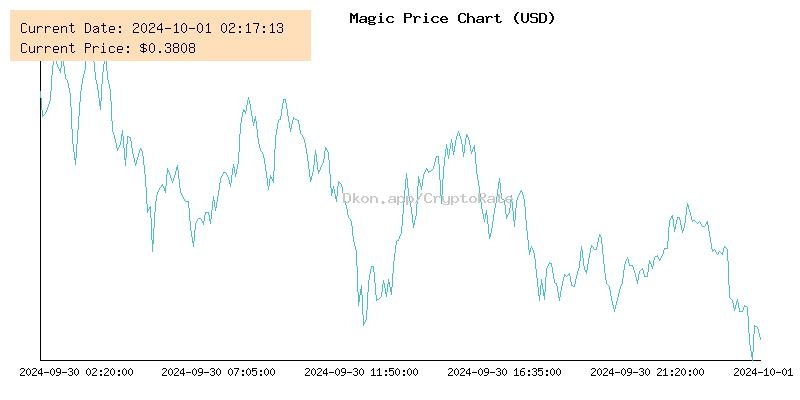 Magic Price Chart (USD)
Current Date: 2024-10-01 02:17:13
Current Price: $0.3808
Dkon.app/CryptoRate
2024-09-30 02:20:00 2024-09-30 07:05:00 2024-09-30 11:50:00 2024-09-30 16:35:00 2024-09-30 21:20:00 2024-10-01